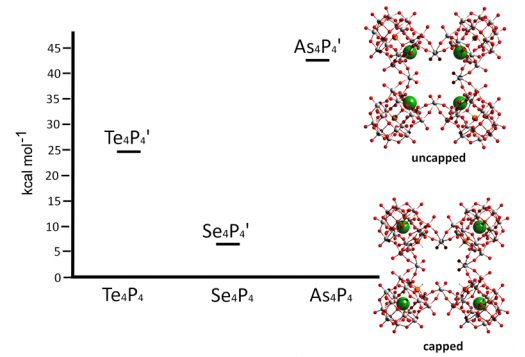 45
40
35
30
25
20
15
10
5
0
kcal mol⁻¹
Te₄P₄'
Se₄P₄'
As₄P₄'
Te₄P₄
Se₄P₄
As₄P₄
uncapped
capped